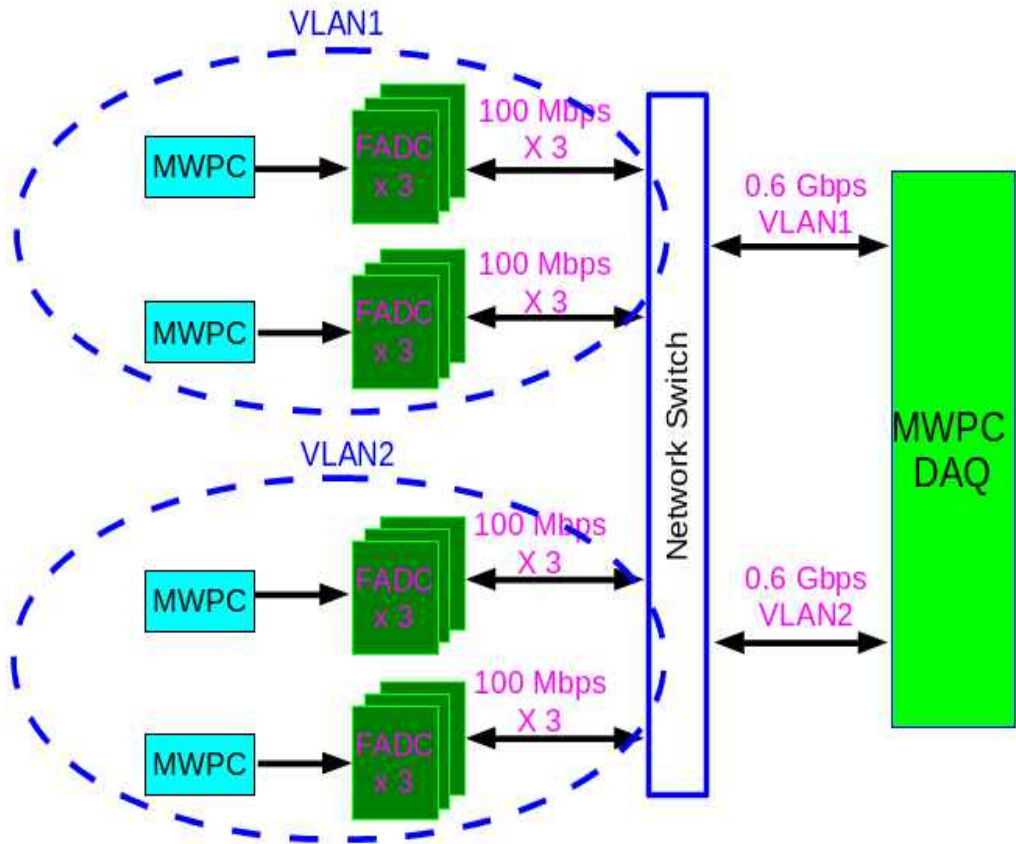 VLAN1
MWPC
FADC
x 3
100 Mbps
X 3
MWPC
FADC
x 3
100 Mbps
X 3
VLAN2
MWPC
FADC
x 3
100 Mbps
X 3
MWPC
FADC
x 3
100 Mbps
X 3
Network Switch
0.6 Gbps
VLAN1
0.6 Gbps
VLAN2
MWPC
DAQ